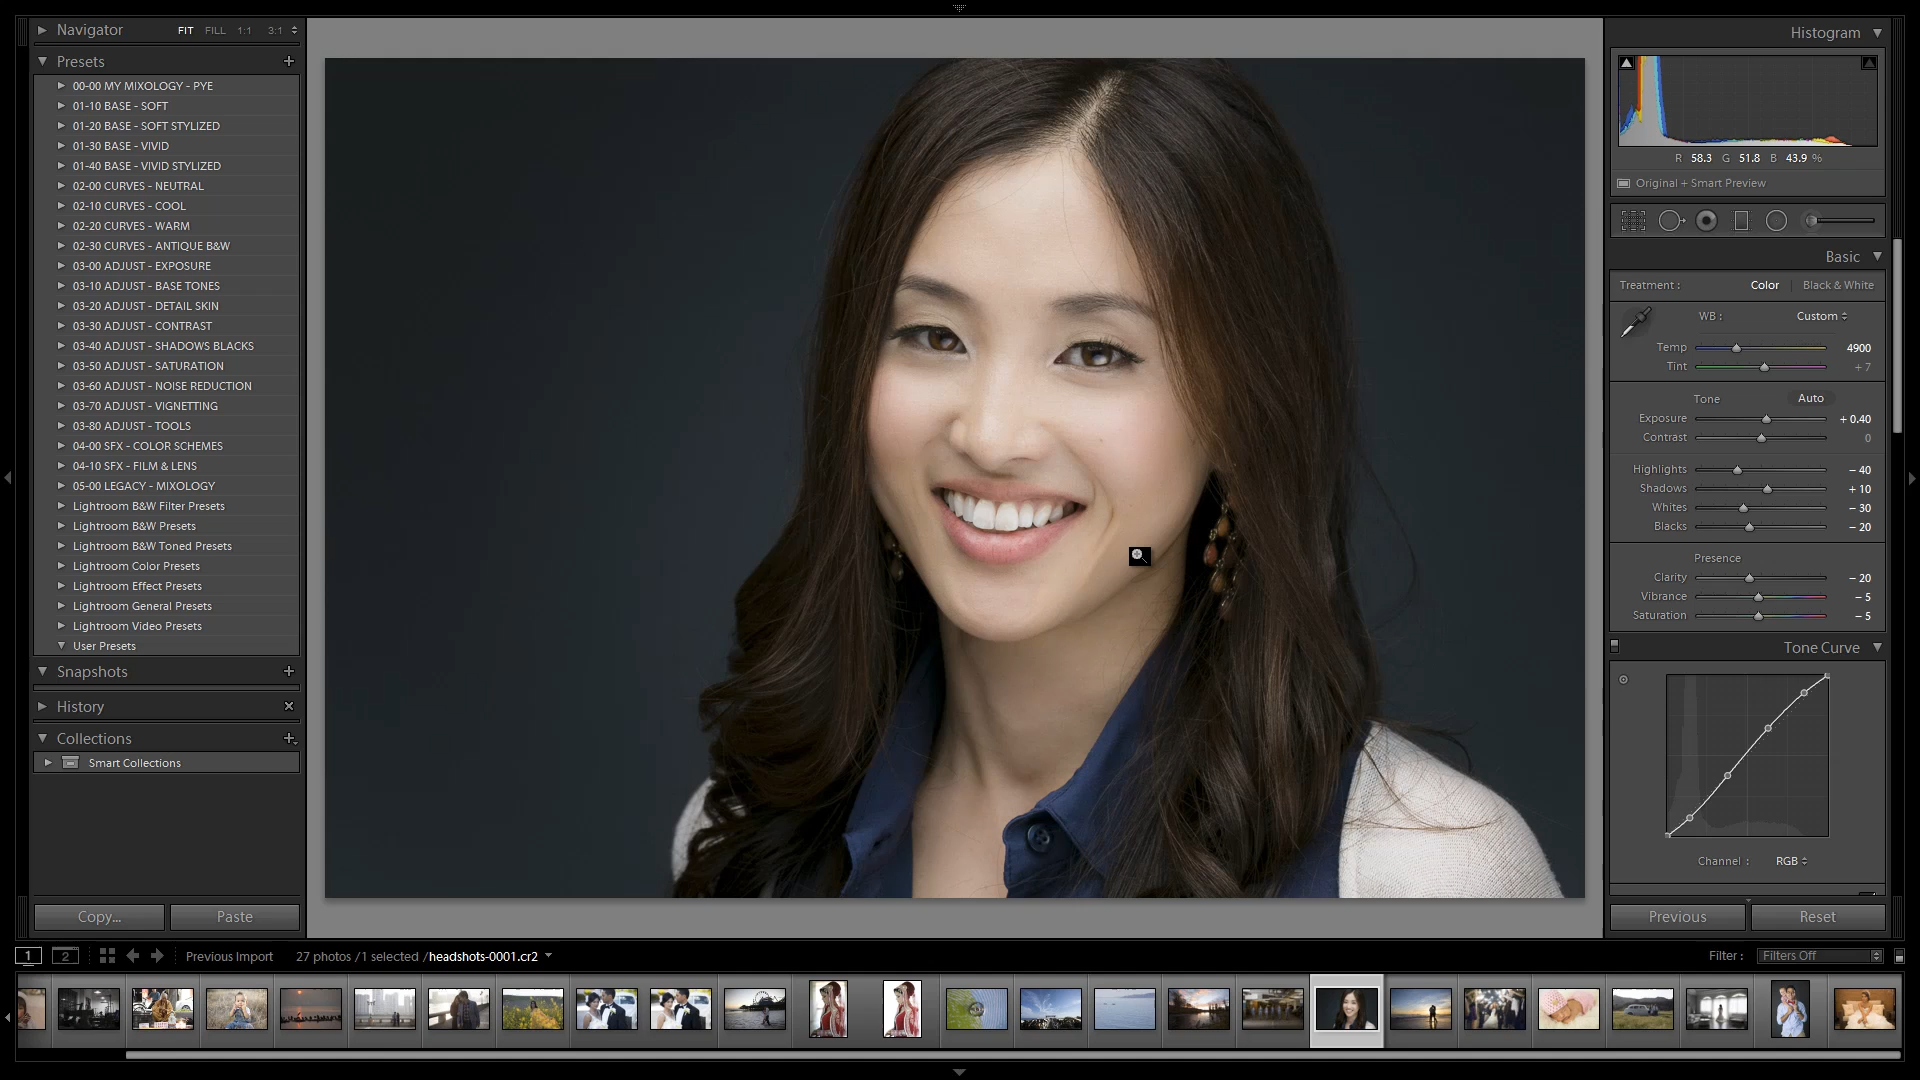 Navigator FIT FILL 1:1 3:1
Presets
00-00 MY MIXOLOGY - PYE
01-10 BASE - SOFT
01-20 BASE - SOFT STYLIZED
01-30 BASE - VIVID
01-40 BASE - VIVID STYLIZED
02-00 CURVES - NEUTRAL
02-10 CURVES - COOL
02-20 CURVES - WARM
02-30 CURVES - ANTIQUE B&W
03-00 ADJUST - EXPOSURE
03-10 ADJUST - BASE TONES
03-20 ADJUST - DETAIL SKIN
03-30 ADJUST - CONTRAST
03-40 ADJUST - SHADOWS BLACKS
03-50 ADJUST - SATURATION
03-60 ADJUST - NOISE REDUCTION
03-70 ADJUST - VIGNETTING
03-80 ADJUST - TOOLS
04-00 SFX - COLOR SCHEMES
04-10 SFX - FILM & LENS
05-00 LEGACY - MIXOLOGY
Lightroom B&W Filter Presets
Lightroom B&W Presets
Lightroom B&W Toned Presets
Lightroom Color Presets
Lightroom Effect Presets
Lightroom General Presets
Lightroom Video Presets
User Presets
Snapshots
History
Collections
Smart Collections
Copy... Paste
Histogram
R 58.3 G 51.8 B 43.9 %
Original + Smart Preview
Basic
Treatment : Color Black & White
WB : Custom
Temp 4900
Tint + 7
Tone Auto
Exposure + 0.40
Contrast 0
Highlights – 40
Shadows + 10
Whites – 30
Blacks – 20
Presence
Clarity – 20
Vibrance – 5
Saturation – 5
Tone Curve
Channel : RGB
Previous Reset
1 2 Previous Import 27 photos /1 selected /headshots-0001.cr2 Filter : Filters Off